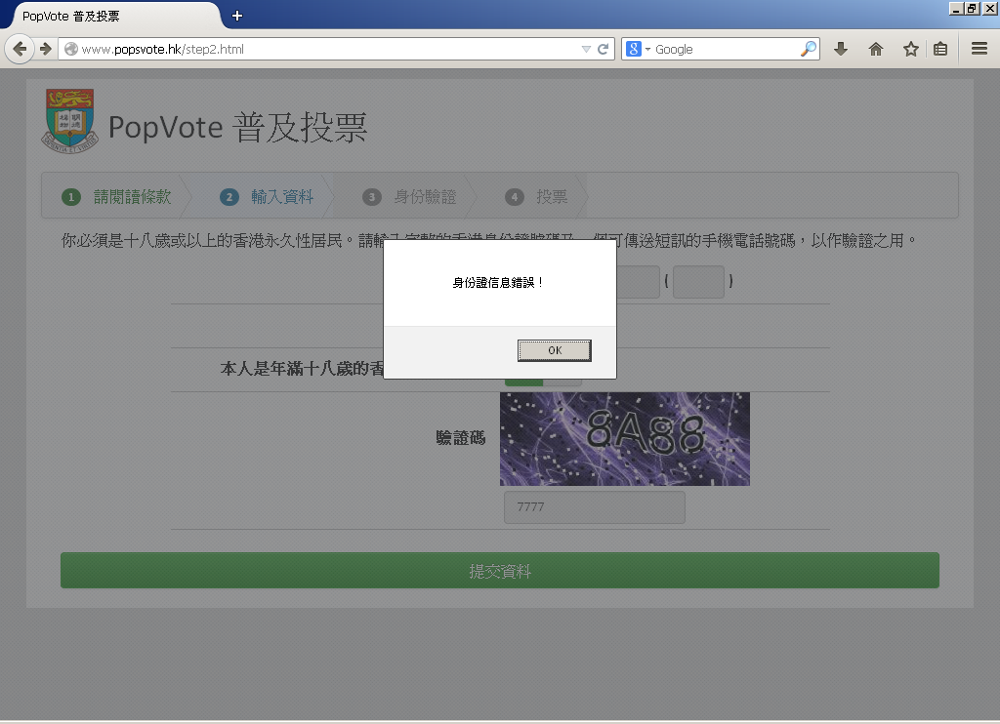 PopVote 普及投票
www.popsvote.hk/step2.html
Google
PopVote 普及投票
1 請閱讀條款 2 輸入資料 3 身份驗證 4 投票
你必須是十八歲或以上的香港永久性居民。請輸入完整的香港身份證號碼及一個可傳送短訊的手機電話號碼，以作驗證之用。
( )
身份證信息錯誤！
OK
本人是年滿十八歲的香
8A88
驗證碼
7777
提交資料